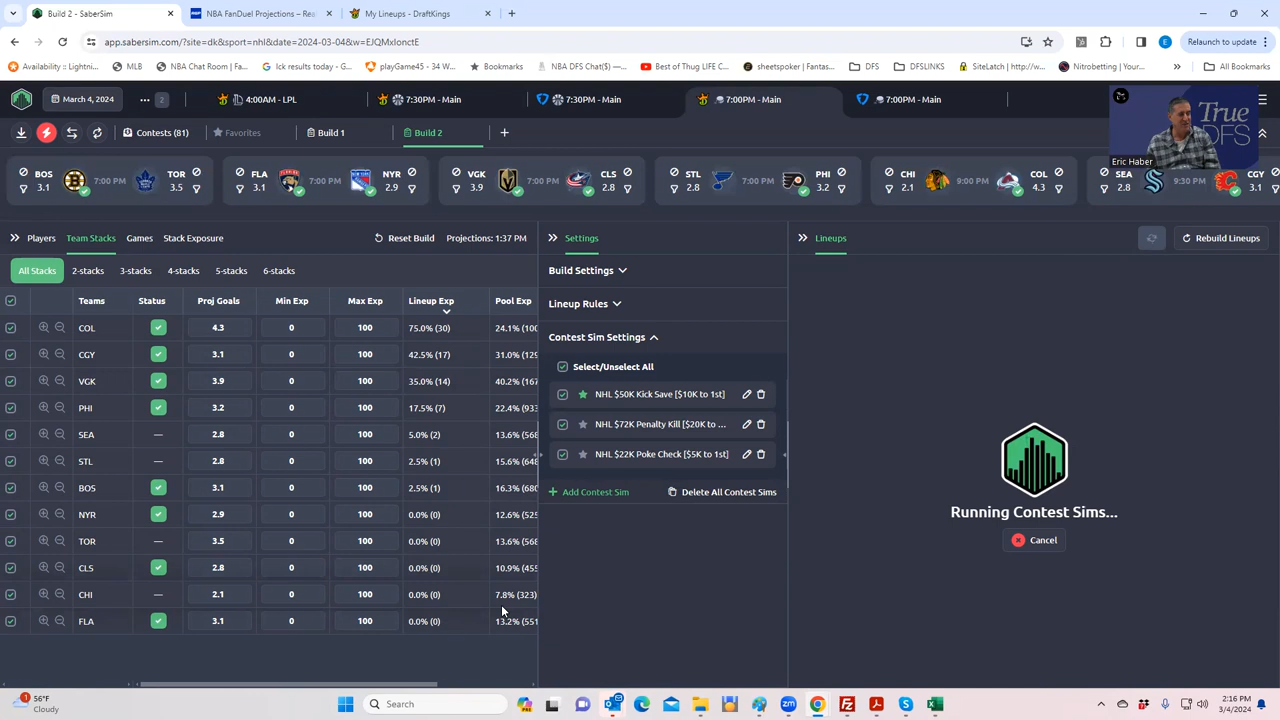 Build 2 - SaberSim
NBA FanDuel Projections – Rea
My Lineups - DraftKings
app.sabersim.com/?site=dk&sport=nhl&date=2024-03-04&w=EJQMxIonctE
Relaunch to update
Availability :: Lightni...
MLB
NBA Chat Room ( Fa...
Ick results today - G...
playGame45 - 34 W...
Bookmarks
NBA DFS Chat($) —...
Best of Thug LIFE C...
sheetspoker | Fantas...
DFS
DFSLINKS
SiteLatch | http://w...
Nitrobetting | Your...
All Bookmarks
March 4, 2024
2
4:00AM - LPL
7:30PM - Main
7:30PM - Main
7:00PM - Main
7:00PM - Main
Contests (81)
Favorites
Build 1
Build 2
True DFS
Eric Haber
BOS 3.1 7:00 PM TOR 3.5
FLA 3.1 7:00 PM NYR 2.9
VGK 3.9 7:00 PM CLS 2.8
STL 2.8 7:00 PM PHI 3.2
CHI 2.1 9:00 PM COL 4.3
SEA 2.8 9:30 PM CGY 3.1
Players
Team Stacks
Games
Stack Exposure
Reset Build
Projections: 1:37 PM
Settings
Lineups
Rebuild Lineups
All Stacks
2-stacks
3-stacks
4-stacks
5-stacks
6-stacks
Teams Status Proj Goals Min Exp Max Exp Lineup Exp Pool Exp
COL 4.3 0 100 75.0% (30) 24.1% (100
CGY 3.1 0 100 42.5% (17) 31.0% (129
VGK 3.9 0 100 35.0% (14) 40.2% (167
PHI 3.2 0 100 17.5% (7) 22.4% (933
SEA — 2.8 0 100 5.0% (2) 13.6% (568
STL — 2.8 0 100 2.5% (1) 15.6% (648
BOS 3.1 0 100 2.5% (1) 16.3% (680
NYR 2.9 0 100 0.0% (0) 12.6% (525
TOR — 3.5 0 100 0.0% (0) 13.6% (568
CLS 2.8 0 100 0.0% (0) 10.9% (455
CHI — 2.1 0 100 0.0% (0) 7.8% (323)
FLA 3.1 0 100 0.0% (0) 13.2% (551
Build Settings
Lineup Rules
Contest Sim Settings
Select/Unselect All
NHL $50K Kick Save [$10K to 1st]
NHL $72K Penalty Kill [$20K to ...
NHL $22K Poke Check [$5K to 1st]
+ Add Contest Sim
Delete All Contest Sims
Running Contest Sims...
Cancel
1
56°F
Cloudy
Search
2:16 PM
3/4/2024